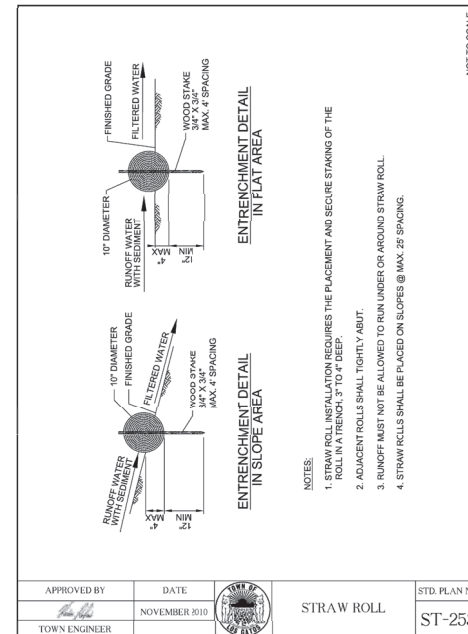 NOT TO SCALE
10" DIAMETER
FINISHED GRADE
FILTERED WATER
RUNOFF WATER
WITH SEDIMENT
4"
MAX
12"
MIN
WOOD STAKE
3/4" X 3/4"
MAX. 4' SPACING
ENTRENCHMENT DETAIL
IN SLOPE AREA
10" DIAMETER
FINISHED GRADE
FILTERED WATER
RUNOFF WATER
WITH SEDIMENT
4"
MAX
12"
MIN
WOOD STAKE
3/4" X 3/4"
MAX. 4' SPACING
ENTRENCHMENT DETAIL
IN FLAT AREA
NOTES:
1. STRAW ROLL INSTALLATION REQUIRES THE PLACEMENT AND SECURE STAKING OF THE
ROLL IN A TRENCH, 3" TO 4" DEEP.
2. ADJACENT ROLLS SHALL TIGHTLY ABUT.
3. RUNOFF MUST NOT BE ALLOWED TO RUN UNDER OR AROUND STRAW ROLL.
4. STRAW ROLLS SHALL BE PLACED ON SLOPES @ MAX. 25' SPACING.
APPROVED BY
TOWN ENGINEER
DATE
NOVEMBER 2010
TOWN OF
LOS GATOS
STRAW ROLL
STD. PLAN
ST-25